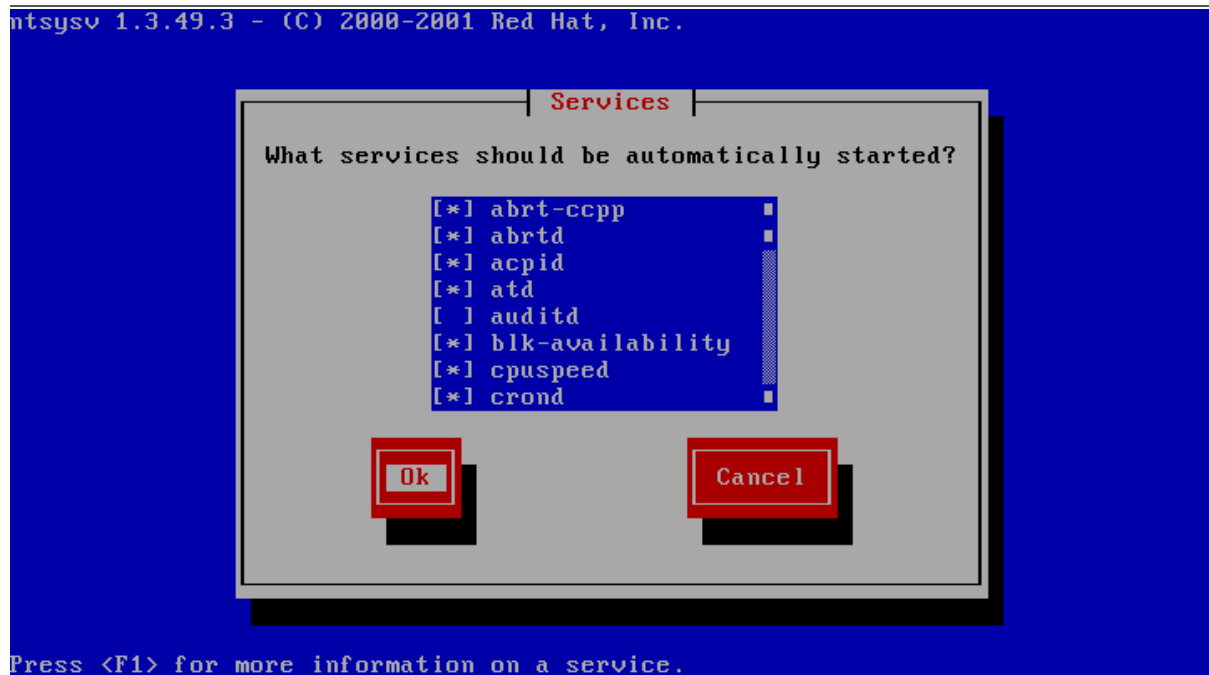 ntsysv 1.3.49.3 - (C) 2000-2001 Red Hat, Inc.
Services
What services should be automatically started?
[*] abrt-ccpp
[*] abrtd
[*] acpid
[*] atd
[ ] auditd
[*] blk-availability
[*] cpuspeed
[*] crond
Ok Cancel
Press <F1> for more information on a service.